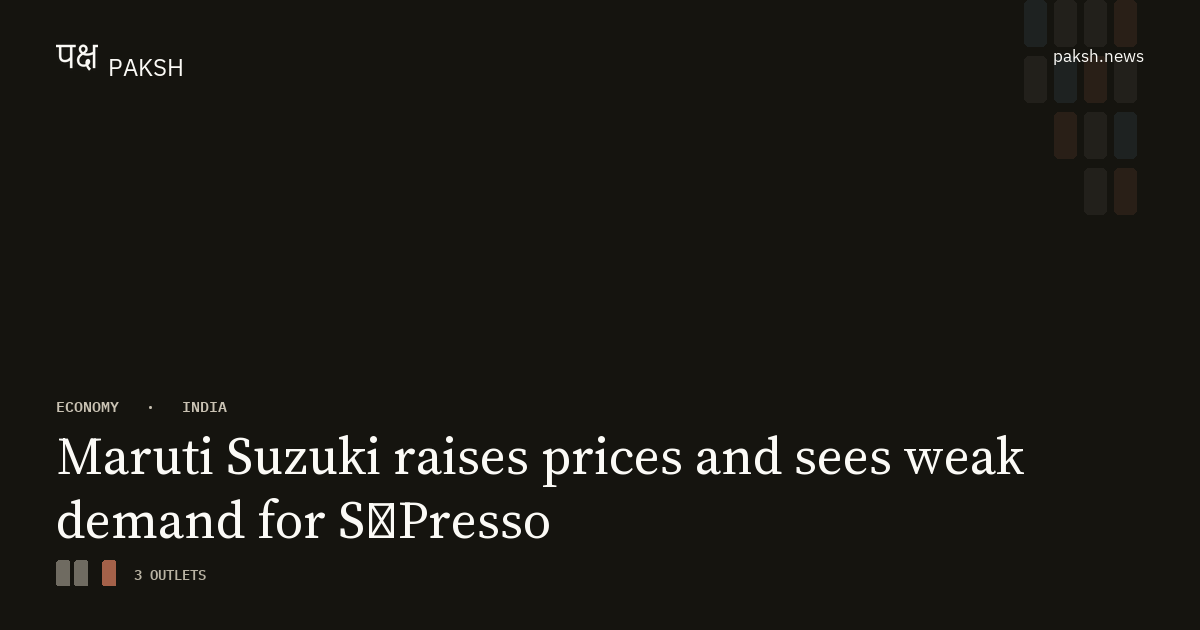 पक्ष PAKSH
paksh.news
ECONOMY · INDIA
Maruti Suzuki raises prices and sees weak
demand for S☒Presso
3 OUTLETS